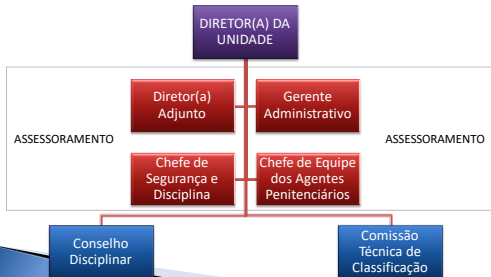 DIRETOR(A) DA
UNIDADE
Diretor(a)
Adjunto
Gerente
Administrativo
ASSESSORAMENTO
ASSESSORAMENTO
Chefe de
Segurança e
Disciplina
Chefe de Equipe
dos Agentes
Penitenciários
Conselho
Disciplinar
Comissão
Técnica de
Classificação